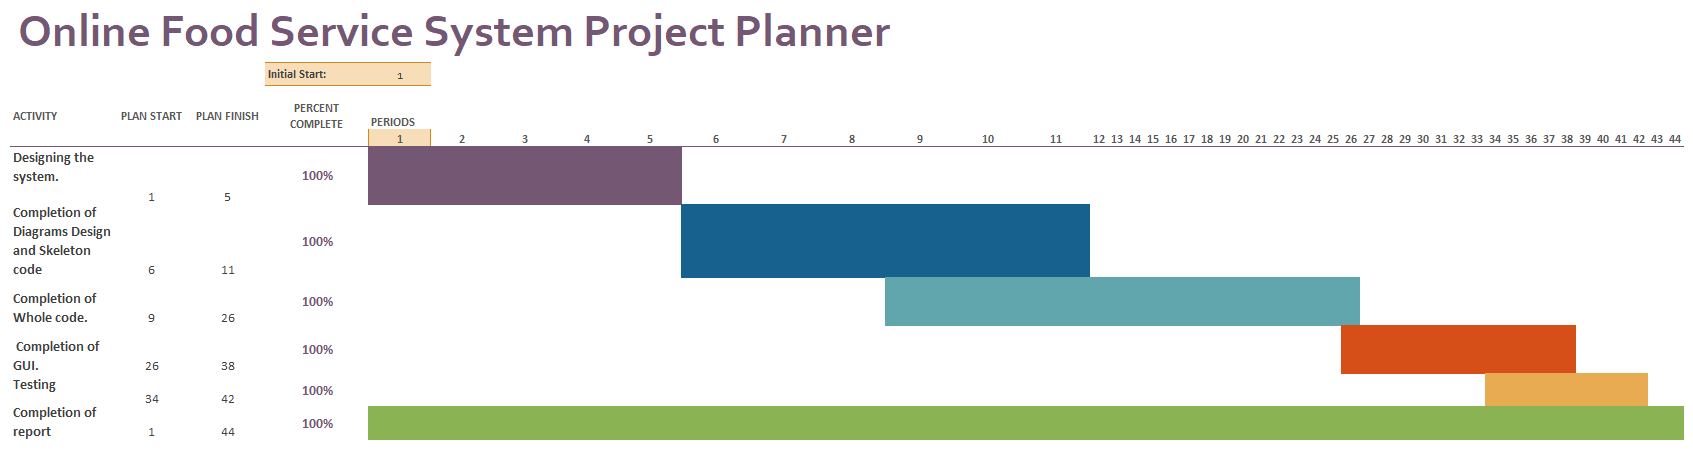 Online Food Service System Project Planner
Initial Start: 1
ACTIVITY PLAN START PLAN FINISH PERCENT COMPLETE PERIODS
1 2 3 4 5 6 7 8 9 10 11 12 13 14 15 16 17 18 19 20 21 22 23 24 25 26 27 28 29 30 31 32 33 34 35 36 37 38 39 40 41 42 43 44
Designing the
system.
1 5 100%
Completion of
Diagrams Design
and Skeleton
code
6 11 100%
Completion of
Whole code.
9 26 100%
Completion of
GUI.
26 38 100%
Testing
34 42 100%
Completion of
report
1 44 100%